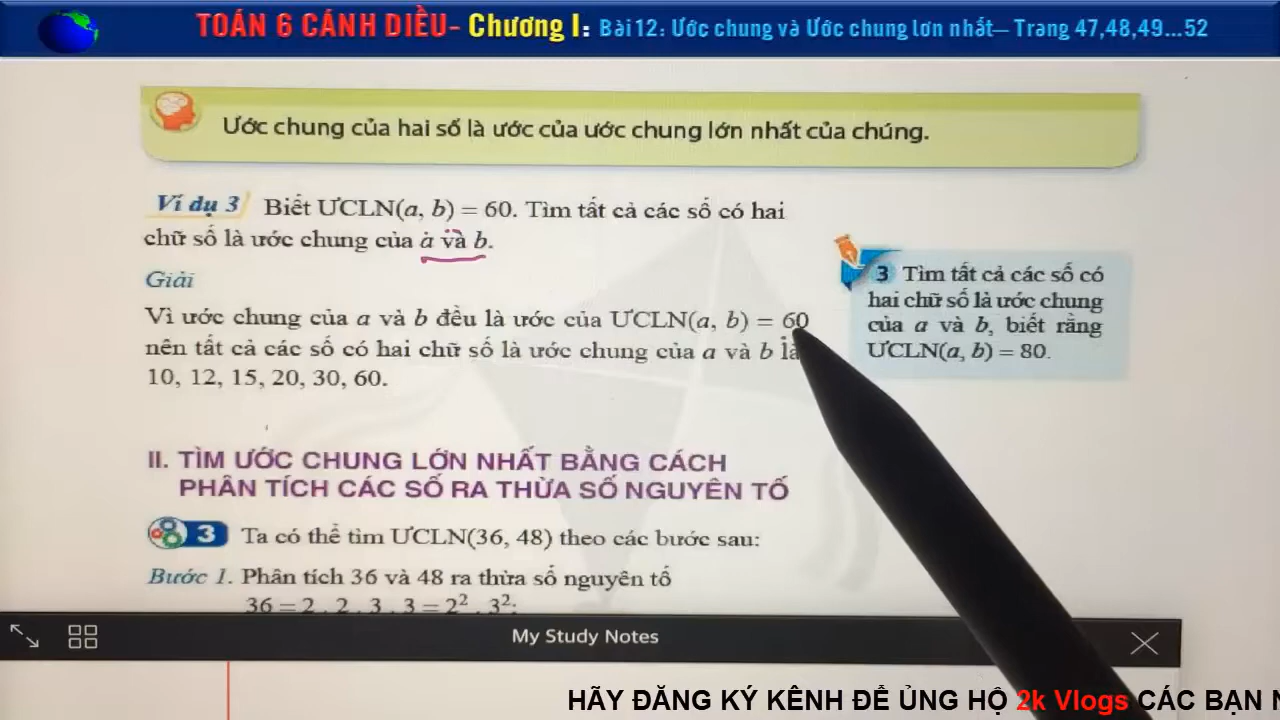 TOÁN 6 CÁNH DIỀU- Chương I: Bài 12: Ước chung và Ước chung lớn nhất– Trang 47,48,49...52
Ước chung của hai số là ước của ước chung lớn nhất của chúng.
Ví dụ 3 Biết ƯCLN(a, b) = 60. Tìm tất cả các số có hai
chữ số là ước chung của a và b.
Giải
Vì ước chung của a và b đều là ước của ƯCLN(a, b) = 60
nên tất cả các số có hai chữ số là ước chung của a và b là
10, 12, 15, 20, 30, 60.
3 Tìm tất cả các số có
hai chữ số là ước chung
của a và b, biết rằng
ƯCLN(a, b) = 80.
II. TÌM ƯỚC CHUNG LỚN NHẤT BẰNG CÁCH
PHÂN TÍCH CÁC SỐ RA THỪA SỐ NGUYÊN TỐ
3 Ta có thể tìm ƯCLN(36, 48) theo các bước sau:
Bước 1. Phân tích 36 và 48 ra thừa số nguyên tố
36 = 2 . 2 . 3 . 3 = 2² . 3²;
My Study Notes
HÃY ĐĂNG KÝ KÊNH ĐỂ ỦNG HỘ 2k Vlogs CÁC BẠN